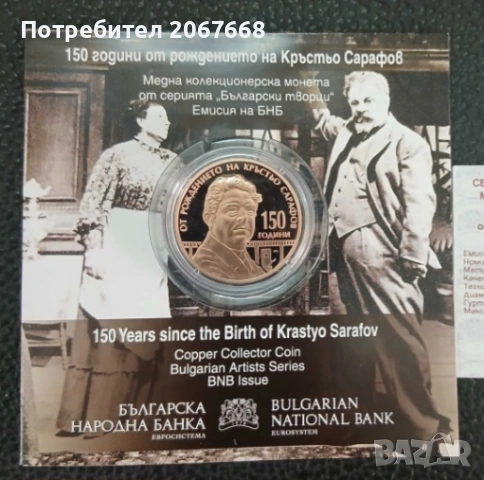 Потребител 2067668
150 години от рождението на Кръстьо Сарафов
Медна колекционерска монета
от серията „Български творци“
Емисия на БНБ
ОТ РОЖДЕНИЕТО НА КРЪСТЬО САРАФОВ
150
ГОДИНИ
150 Years since the Birth of Krastyo Sarafov
Copper Collector Coin
Bulgarian Artists Series
BNB Issue
БЪЛГАРСКА
НАРОДНА БАНКА
ЕВРОСИСТЕМА
BULGARIAN
NATIONAL BANK
EUROSYSTEM
BAZAR